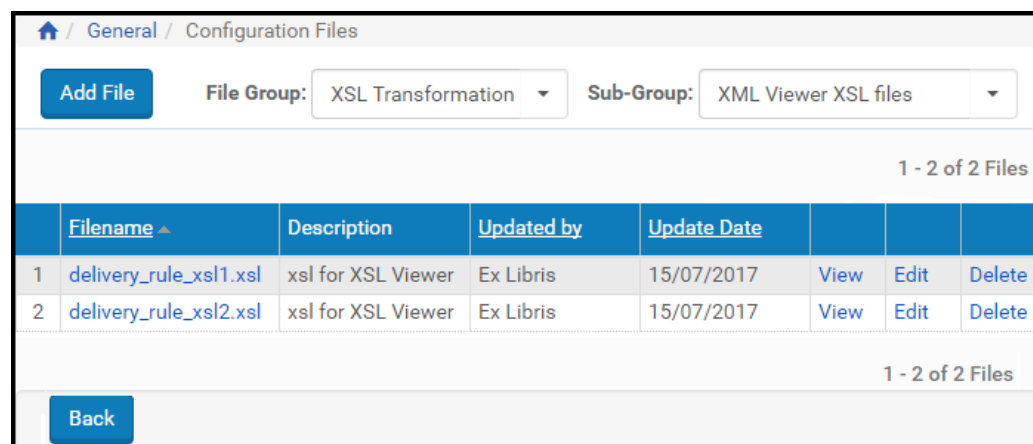 / General / Configuration Files
Add File File Group: XSL Transformation Sub-Group: XML Viewer XSL files
1 - 2 of 2 Files
Filename Description Updated by Update Date
1 delivery_rule_xsl1.xsl xsl for XSL Viewer Ex Libris 15/07/2017 View Edit Delete
2 delivery_rule_xsl2.xsl xsl for XSL Viewer Ex Libris 15/07/2017 View Edit Delete
1 - 2 of 2 Files
Back